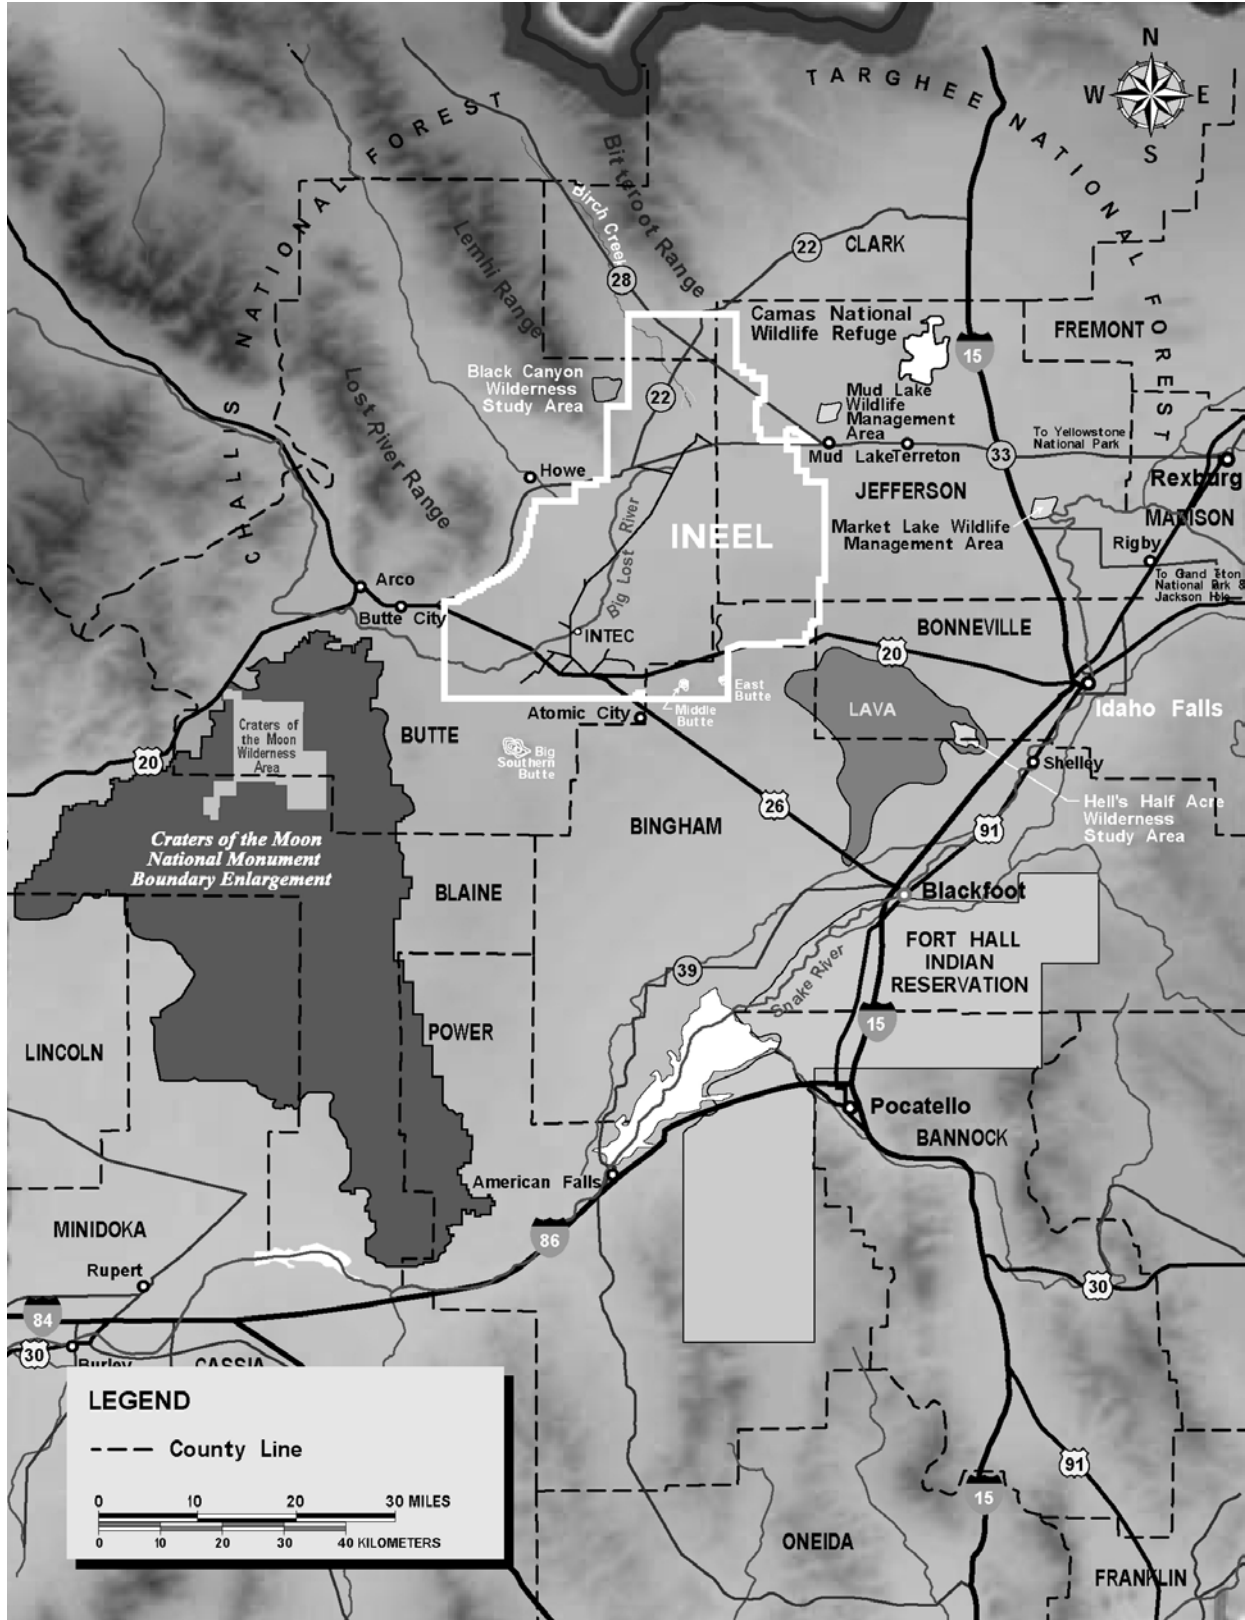 N
W E
S
TARGHEE NATIONAL FOREST
CHALLIS NATIONAL FOREST
Bitterroot Range
Birch Creek
Lemhi Range
22
CLARK
28
Camas National
Wildlife Refuge
FREMONT
15
Lost River Range
Black Canyon
Wilderness
Study Area
22
Mud Lake
Wildlife
Management
Area
To Yellowstone
National Park
Mud Lake
Terreton
33
Howe
Rexburg
JEFFERSON
Market Lake Wildlife
Management Area
MADISON
INEEL
Big Lost River
Rigby
Arco
To Grand Teton
National Park &
Jackson Hole
Butte City
INTEC
BONNEVILLE
20
East
Butte
Middle
Butte
Atomic City
Idaho Falls
LAVA
Craters of
the Moon
Wilderness
Area
BUTTE
Big
Southern
Butte
20
Shelley
Hell's Half Acre
Wilderness
Study Area
26
BINGHAM
91
Craters of the Moon
National Monument
Boundary Enlargement
BLAINE
Blackfoot
FORT HALL
INDIAN
RESERVATION
39
Snake River
15
POWER
LINCOLN
Pocatello
BANNOCK
American Falls
MINIDOKA
86
Rupert
30
84
30
Burley
CASSIA
LEGEND
County Line
0 10 20 30 MILES
0 10 20 30 40 KILOMETERS
91
15
ONEIDA
FRANKLIN